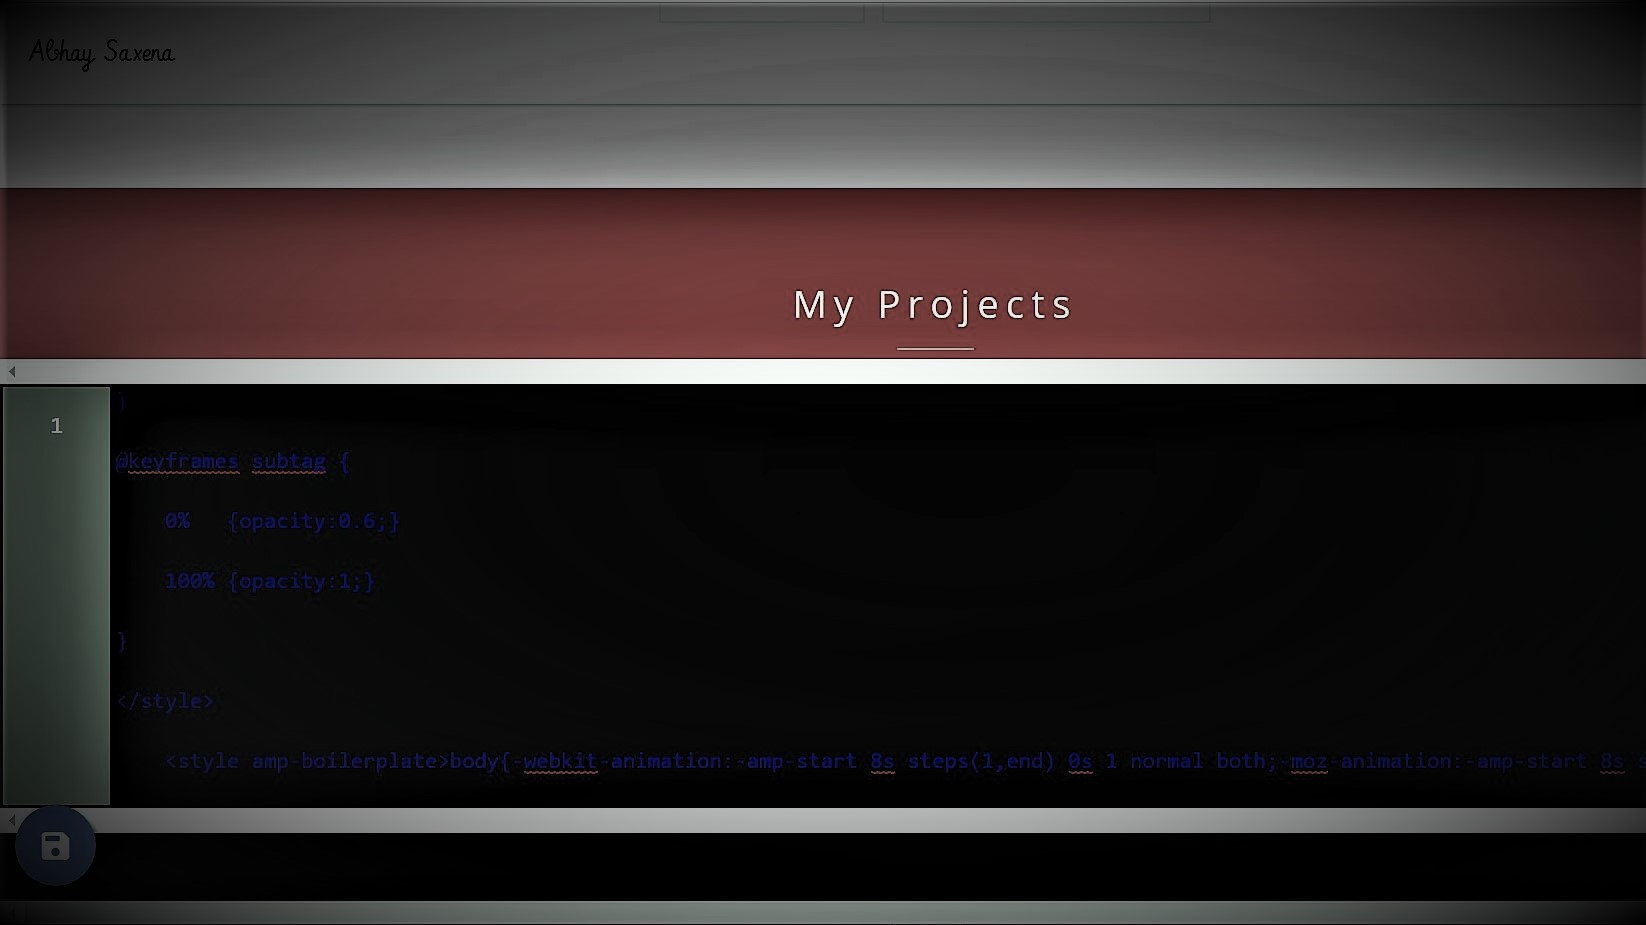 Abhay Saxena
My Projects
1
}
@keyframes subtag {
0% {opacity:0.6;}
100% {opacity:1;}
}
</style>
<style amp-boilerplate>body{-webkit-animation:-amp-start 8s steps(1,end) 0s 1 normal both;-moz-animation:-amp-start 8s s